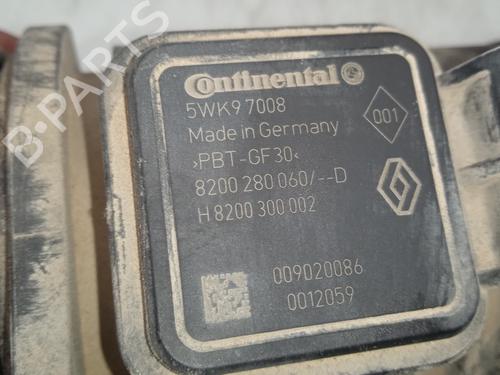 Continental
5WK9 7008
Made in Germany
001
›PBT-GF30‹
8200 280 060/--D
H 8200 300 002
009020086
0012059
B-PARTS